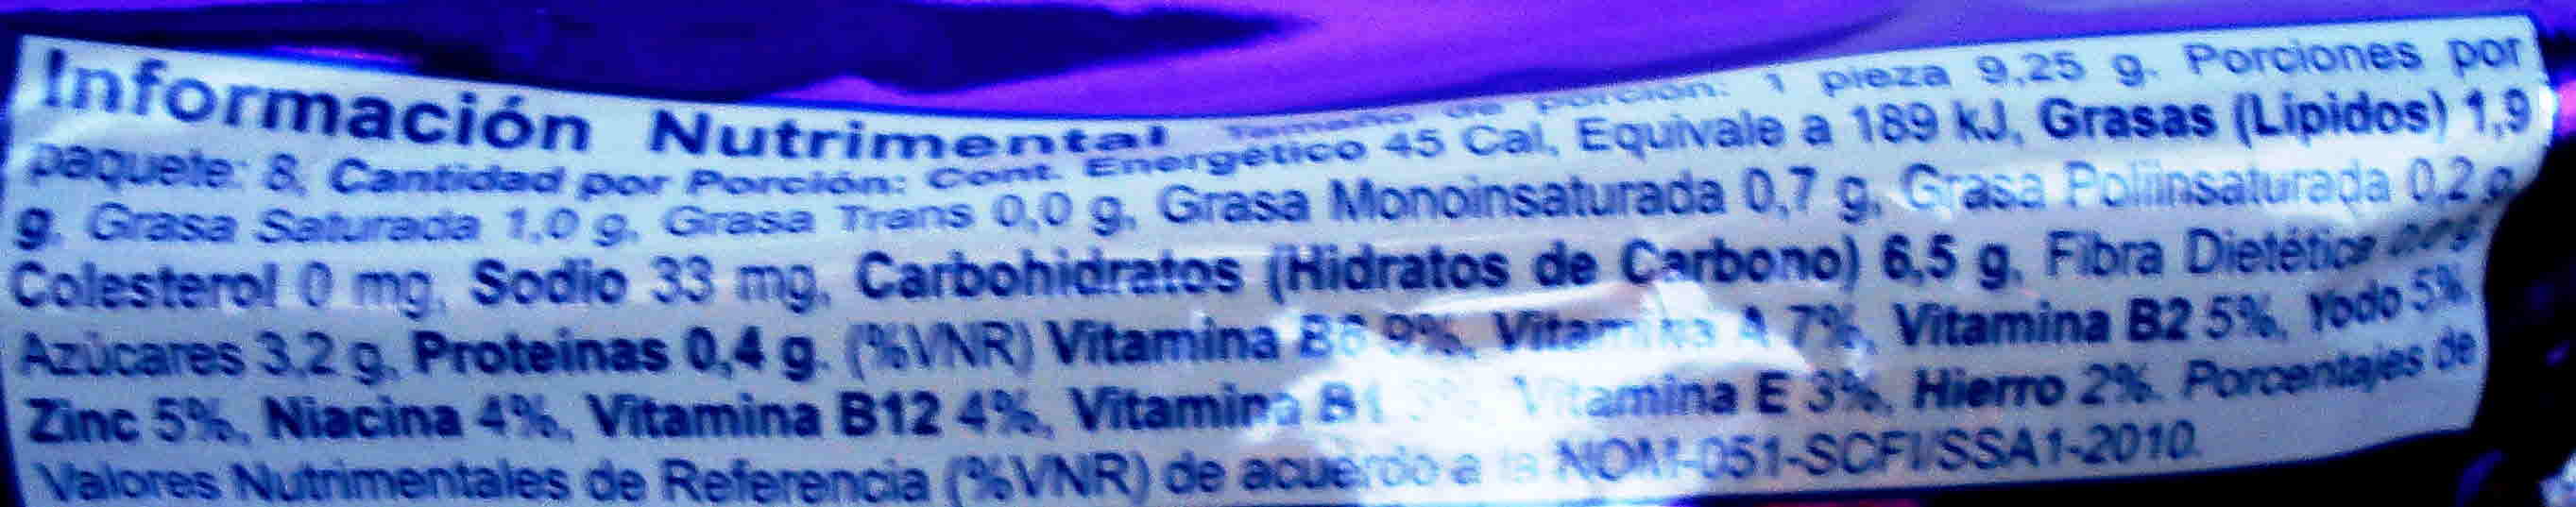 Información Nutrimental Tamaño de porción: 1 pieza 9,25 g. Porciones por
paquete: 8, Cantidad por Porción: Cont. Energético 45 Cal, Equivale a 189 kJ, Grasas (Lípidos) 1,9
g, Grasa Saturada 1,0 g, Grasa Trans 0,0 g, Grasa Monoinsaturada 0,7 g, Grasa Poliinsaturada 0,2 g,
Colesterol 0 mg, Sodio 33 mg, Carbohidratos (Hidratos de Carbono) 6,5 g, Fibra Dietética
Azúcares 3,2 g, Proteínas 0,4 g. (%VNR) Vitamina B6 9%, Vitamina A 7%, Vitamina B2 5%, Yodo 5%,
Zinc 5%, Niacina 4%, Vitamina B12 4%, Vitamina B1 Vitamina E 3%, Hierro 2%. Porcentajes de
Valores Nutrimentales de Referencia (%VNR) de acuerdo a la NOM-051-SCFI/SSA1-2010.